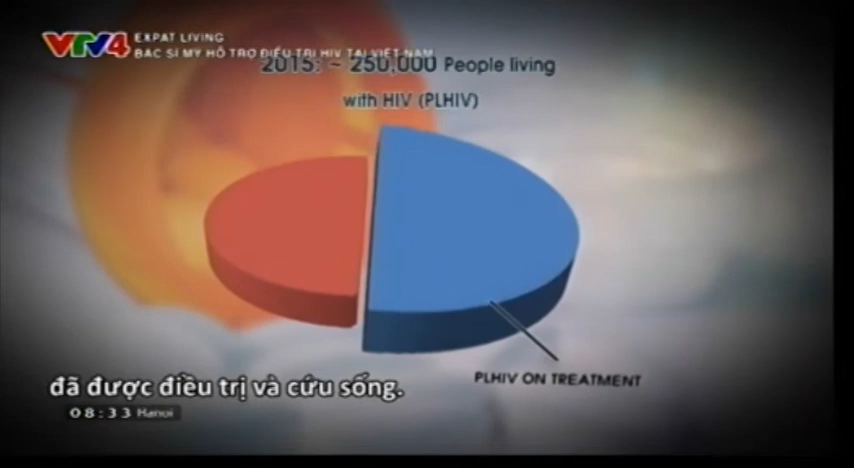 VTV4
EXPAT LIVING
BÁC SĨ MỸ HỖ TRỢ ĐIỀU TRỊ HIV TẠI VIỆT NAM
2015: ~ 250,000 People living
with HIV (PLHIV)
PLHIV ON TREATMENT
đã được điều trị và cứu sống.
08:33 Hanoi